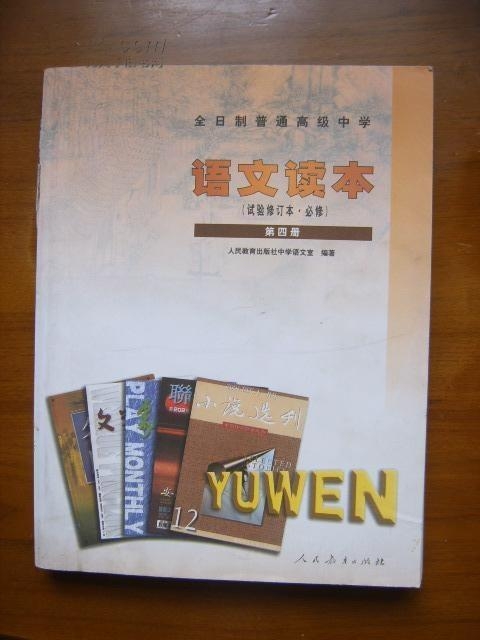 全日制普通高级中学
语文读本
(试验修订本·必修)
第四册
人民教育出版社中学语文室 编著
PLAY MONTHLY
小说选刊
12
YUWEN
人民教育出版社